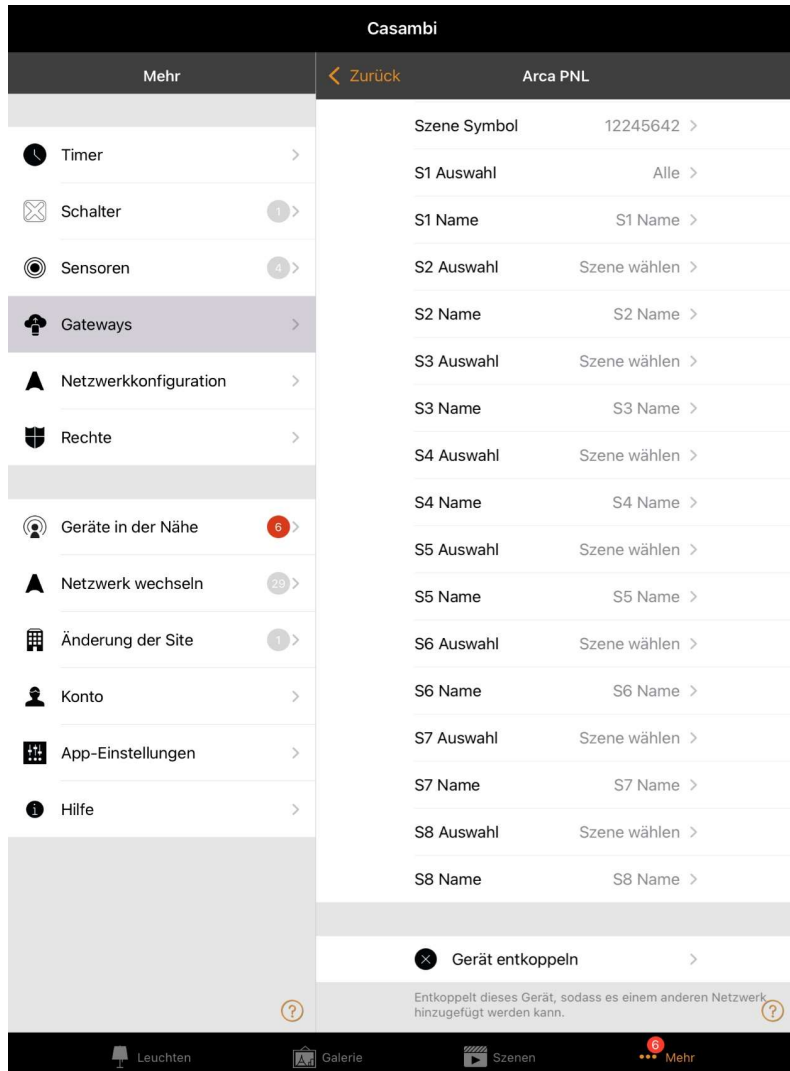 Casambi
Mehr
Timer
Schalter 1
Sensoren 4
Gateways
Netzwerkkonfiguration
Rechte
Geräte in der Nähe 6
Netzwerk wechseln 29
Änderung der Site 1
Konto
App-Einstellungen
Hilfe
?
Zurück Arca PNL
Szene Symbol 12245642
S1 Auswahl Alle
S1 Name S1 Name
S2 Auswahl Szene wählen
S2 Name S2 Name
S3 Auswahl Szene wählen
S3 Name S3 Name
S4 Auswahl Szene wählen
S4 Name S4 Name
S5 Auswahl Szene wählen
S5 Name S5 Name
S6 Auswahl Szene wählen
S6 Name S6 Name
S7 Auswahl Szene wählen
S7 Name S7 Name
S8 Auswahl Szene wählen
S8 Name S8 Name
Gerät entkoppeln
Entkoppelt dieses Gerät, sodass es einem anderen Netzwerk
hinzugefügt werden kann.
?
Leuchten Galerie Szenen 6 Mehr